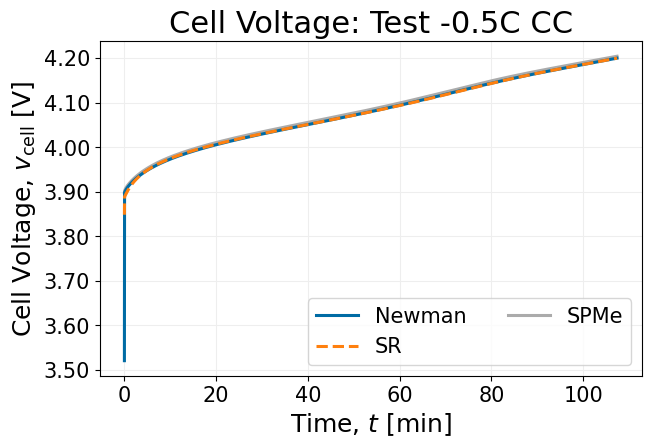 Cell Voltage: Test -0.5C CC
Cell Voltage, v_cell [V]
4.20
4.10
4.00
3.90
3.80
3.70
3.60
3.50
Newman
SR
SPMe
0
20
40
60
80
100
Time, t [min]